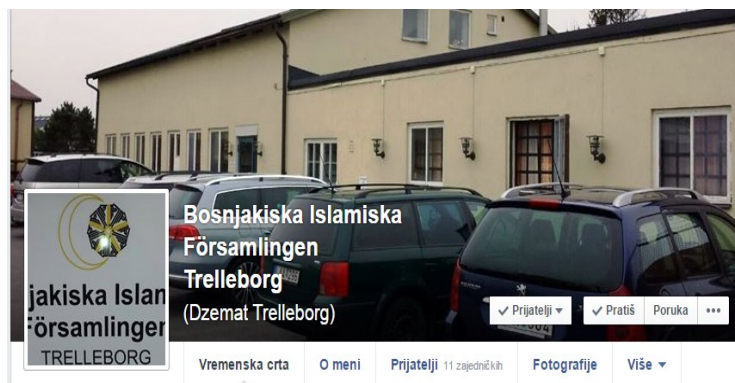 jakiska Islan
Församlinger
TRELLEBORG
Bosnjakiska Islamiska
Församlingen
Trelleborg
(Dzemat Trelleborg)
Prijatelji
Pratiš
Poruka
Vremenska crta
O meni
Prijatelji 11 zajedničkih
Fotografije
Više